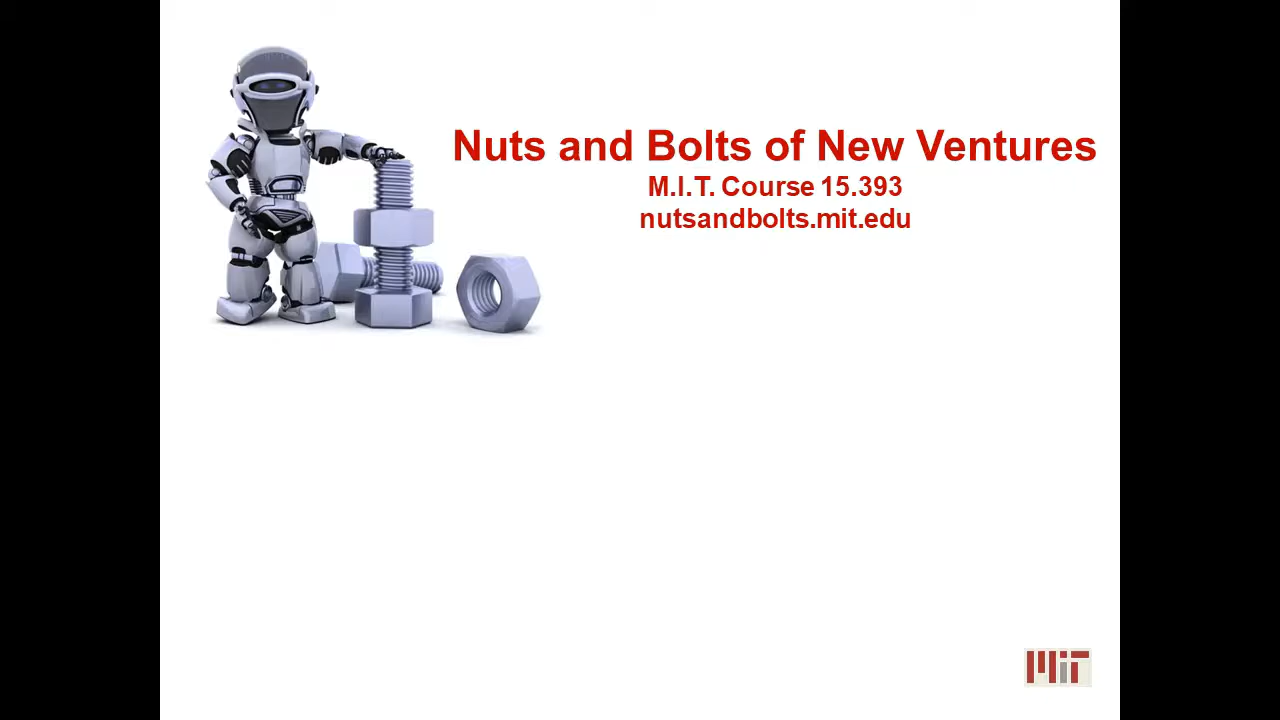 Nuts and Bolts of New Ventures
M.I.T. Course 15.393
nutsandbolts.mit.edu
MiT